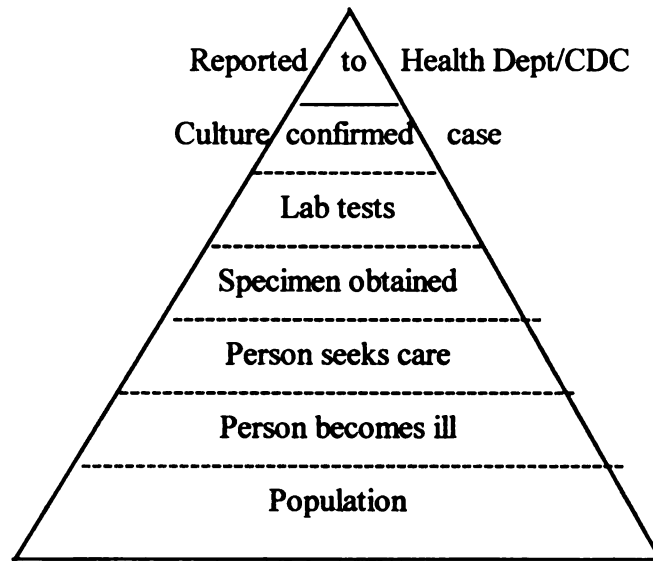 Reported to Health Dept/CDC
Culture confirmed case
Lab tests
Specimen obtained
Person seeks care
Person becomes ill
Population